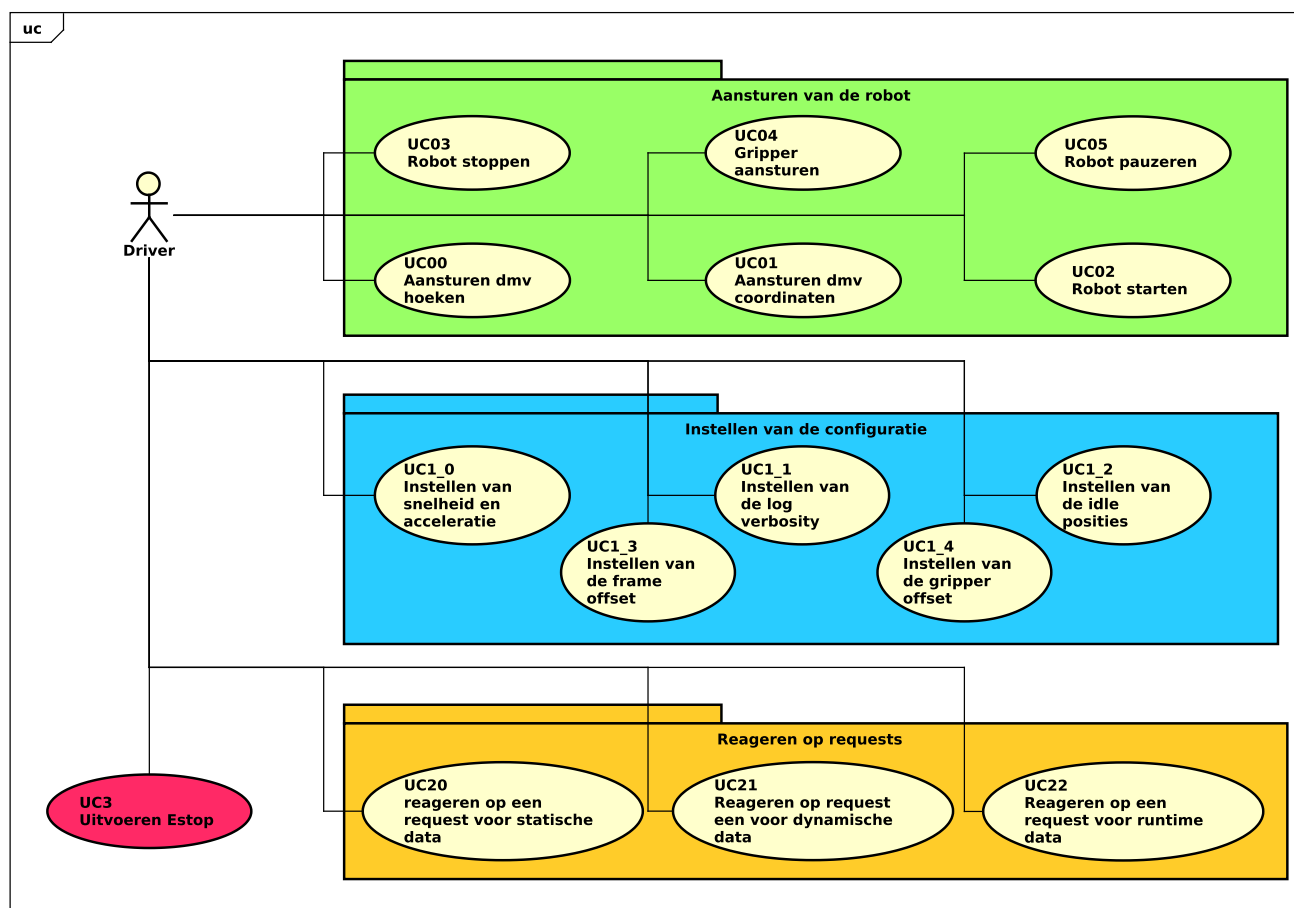 uc
Aansturen van de robot
UC03
Robot stoppen
UC04
Gripper
aansturen
UC05
Robot pauzeren
Driver
UC00
Aansturen dmv
hoeken
UC01
Aansturen dmv
coordinaten
UC02
Robot starten
Instellen van de configuratie
UC1_0
Instellen van
snelheid en
acceleratie
UC1_1
Instellen van
de log
verbosity
UC1_2
Instellen van
de idle
posities
UC1_3
Instellen van
de frame
offset
UC1_4
Instellen van
de gripper
offset
Reageren op requests
UC3
Uitvoeren Estop
UC20
reageren op een
request voor statische
data
UC21
Reageren op request
een voor dynamische
data
UC22
Reageren op een
request voor runtime
data